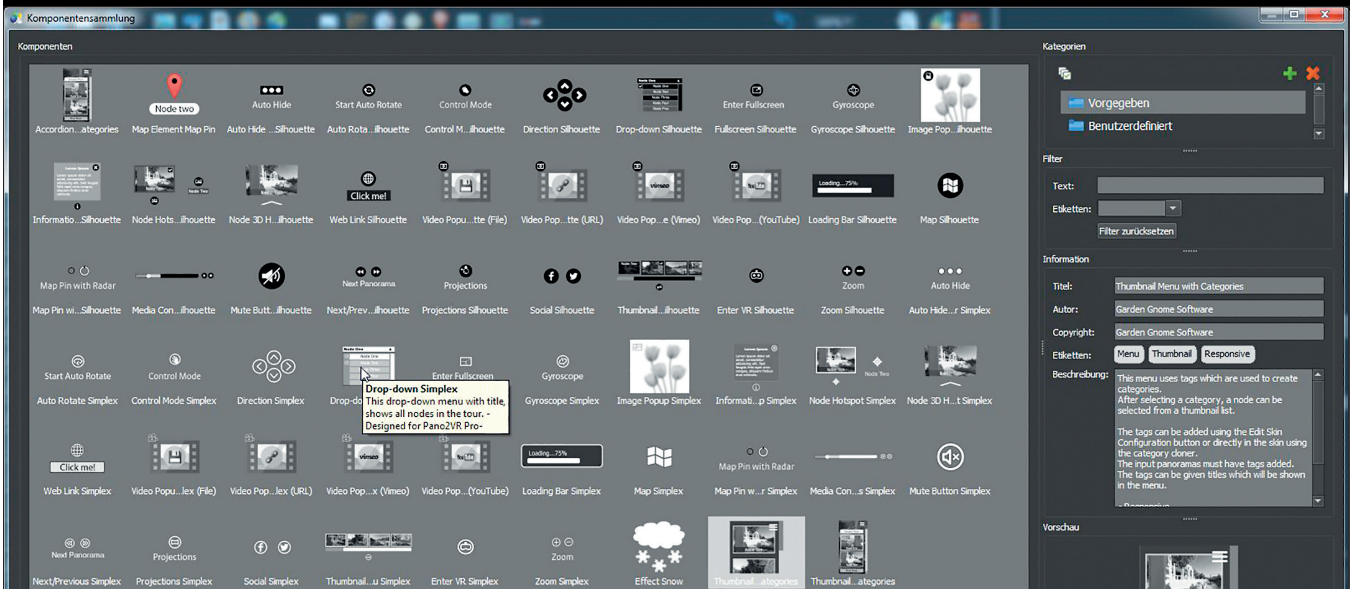 Komponentensammlung
Komponenten
Node two
Auto Hide
Start Auto Rotate
Control Mode
Node One
Enter Fullscreen
Gyroscope
Accordion...ategories
Map Element Map Pin
Auto Hide ...Silhouette
Auto Rota...ilhouette
Control M...ilhouette
Direction Silhouette
Drop-down Silhouette
Fullscreen Silhouette
Gyroscope Silhouette
Image Pop...ilhouette
Click me!
vimeo
YouTube
Loading...75%
Informatio...Silhouette
Node Hots...ilhouette
Node 3D H...ilhouette
Web Link Silhouette
Video Popu...tte (File)
Video Pop...tte (URL)
Video Pop...e (Vimeo)
Video Pop...(YouTube)
Loading Bar Silhouette
Map Silhouette
Map Pin with Radar
Next Panorama
Projections
Zoom
Auto Hide
Map Pin wi...Silhouette
Media Con...ilhouette
Mute Butt...ilhouette
Next/Prev...ilhouette
Projections Silhouette
Social Silhouette
Thumbnail...ilhouette
Enter VR Silhouette
Zoom Silhouette
Auto Hide...r Simplex
Start Auto Rotate
Control Mode
Node One
Enter Fullscreen
Gyroscope
Node Two
Auto Rotate Simplex
Control Mode Simplex
Direction Simplex
Drop-do
Gyroscope Simplex
Image Popup Simplex
Informati...p Simplex
Node Hotspot Simplex
Node 3D H...t Simplex
Drop-down Simplex
This drop-down menu with title,
shows all nodes in the tour. -
Designed for Pano2VR Pro-
Click me!
vimeo
YouTube
Loading...75%
Map Pin with Radar
Web Link Simplex
Video Popu...lex (File)
Video Pop...lex (URL)
Video Pop...x (Vimeo)
Video Pop...(YouTube)
Loading Bar Simplex
Map Simplex
Map Pin w...r Simplex
Media Con...s Simplex
Mute Button Simplex
Next Panorama
Projections
Zoom
Next/Previous Simplex
Projections Simplex
Social Simplex
Thumbnail...u Simplex
Enter VR Simplex
Zoom Simplex
Effect Snow
Thumbnail...ategories
Thumbnail...ategories
Kategorien
Vorgegeben
Benutzerdefiniert
Filter
Text:
Etiketten:
Filter zurücksetzen
Information
Titel: Thumbnail Menu with Categories
Autor: Garden Gnome Software
Copyright: Garden Gnome Software
Etiketten: Menu Thumbnail Responsive
Beschreibung: This menu uses tags which are used to create
categories.
After selecting a category, a node can be
selected from a thumbnail list.
The tags can be added using the Edit Skin
Configuration button or directly in the skin using
the category cloner.
The input panoramas must have tags added.
The tags can be given titles which will be shown
in the menu.
- Responsive
Vorschau